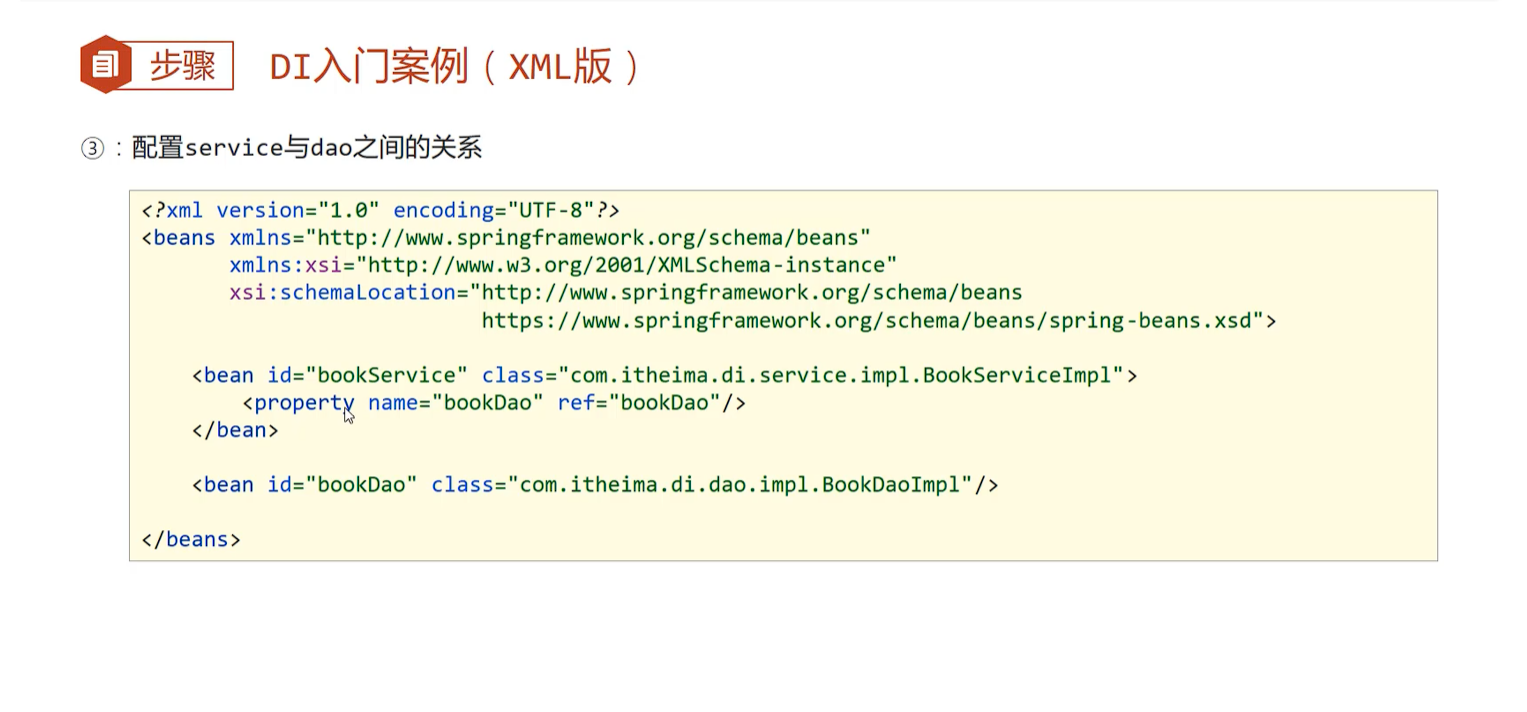 步骤 DI入门案例（XML版）
③：配置service与dao之间的关系
<?xml version="1.0" encoding="UTF-8"?>
<beans xmlns="http://www.springframework.org/schema/beans"
       xmlns:xsi="http://www.w3.org/2001/XMLSchema-instance"
       xsi:schemaLocation="http://www.springframework.org/schema/beans
                           https://www.springframework.org/schema/beans/spring-beans.xsd">
    <bean id="bookService" class="com.itheima.di.service.impl.BookServiceImpl">
        <property name="bookDao" ref="bookDao"/>
    </bean>
    <bean id="bookDao" class="com.itheima.di.dao.impl.BookDaoImpl"/>
</beans>